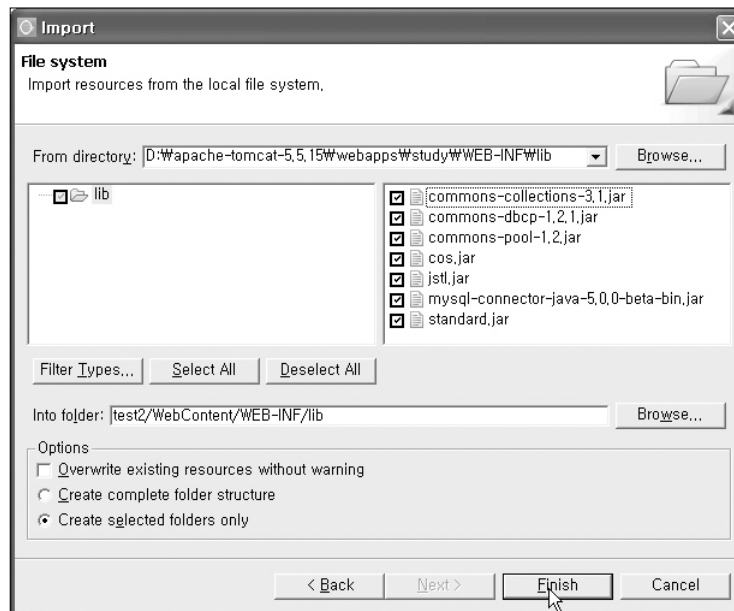 Import
File system
Import resources from the local file system.
From directory: D:₩apache-tomcat-5.5.15₩webapps₩study₩WEB-INF₩lib
Browse...
lib
commons-collections-3.1.jar
commons-dbcp-1.2.1.jar
commons-pool-1.2.jar
cos.jar
jstl.jar
mysql-connector-java-5.0.0-beta-bin.jar
standard.jar
Filter Types...
Select All
Deselect All
Into folder: test2/WebContent/WEB-INF/lib
Browse...
Options
Overwrite existing resources without warning
Create complete folder structure
Create selected folders only
< Back
Next >
Finish
Cancel